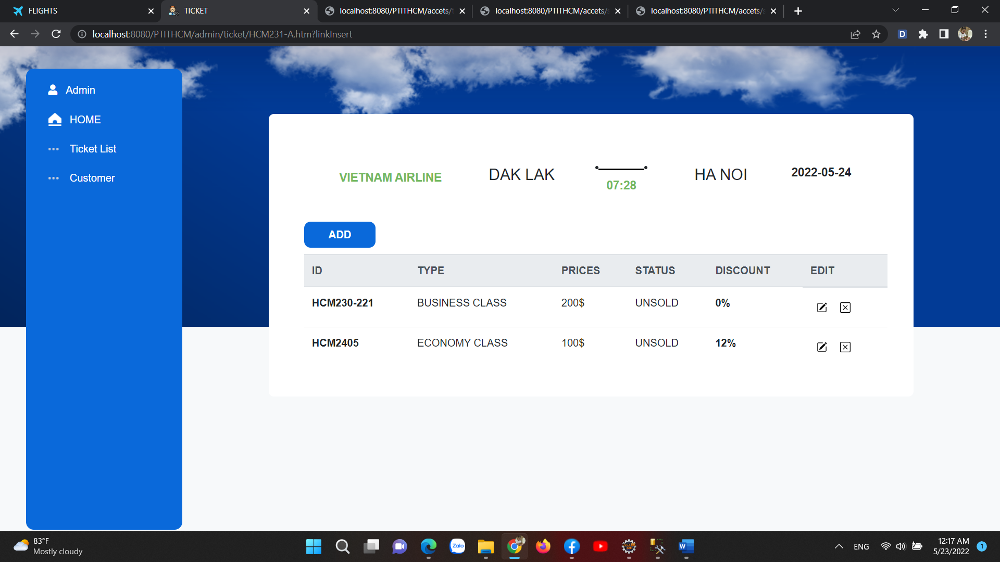 FLIGHTS
TICKET
localhost:8080/PTITHCM/accets/
localhost:8080/PTITHCM/accets/
localhost:8080/PTITHCM/accets/
localhost:8080/PTITHCM/admin/ticket/HCM231-A.htm?linkInsert
D
Admin
HOME
Ticket List
Customer
VIETNAM AIRLINE
DAK LAK
07:28
HA NOI
2022-05-24
ADD
ID TYPE PRICES STATUS DISCOUNT EDIT
HCM230-221 BUSINESS CLASS 200$ UNSOLD 0%
HCM2405 ECONOMY CLASS 100$ UNSOLD 12%
83°F
Mostly cloudy
Zalo
W
ENG
12:17 AM
5/23/2022
1